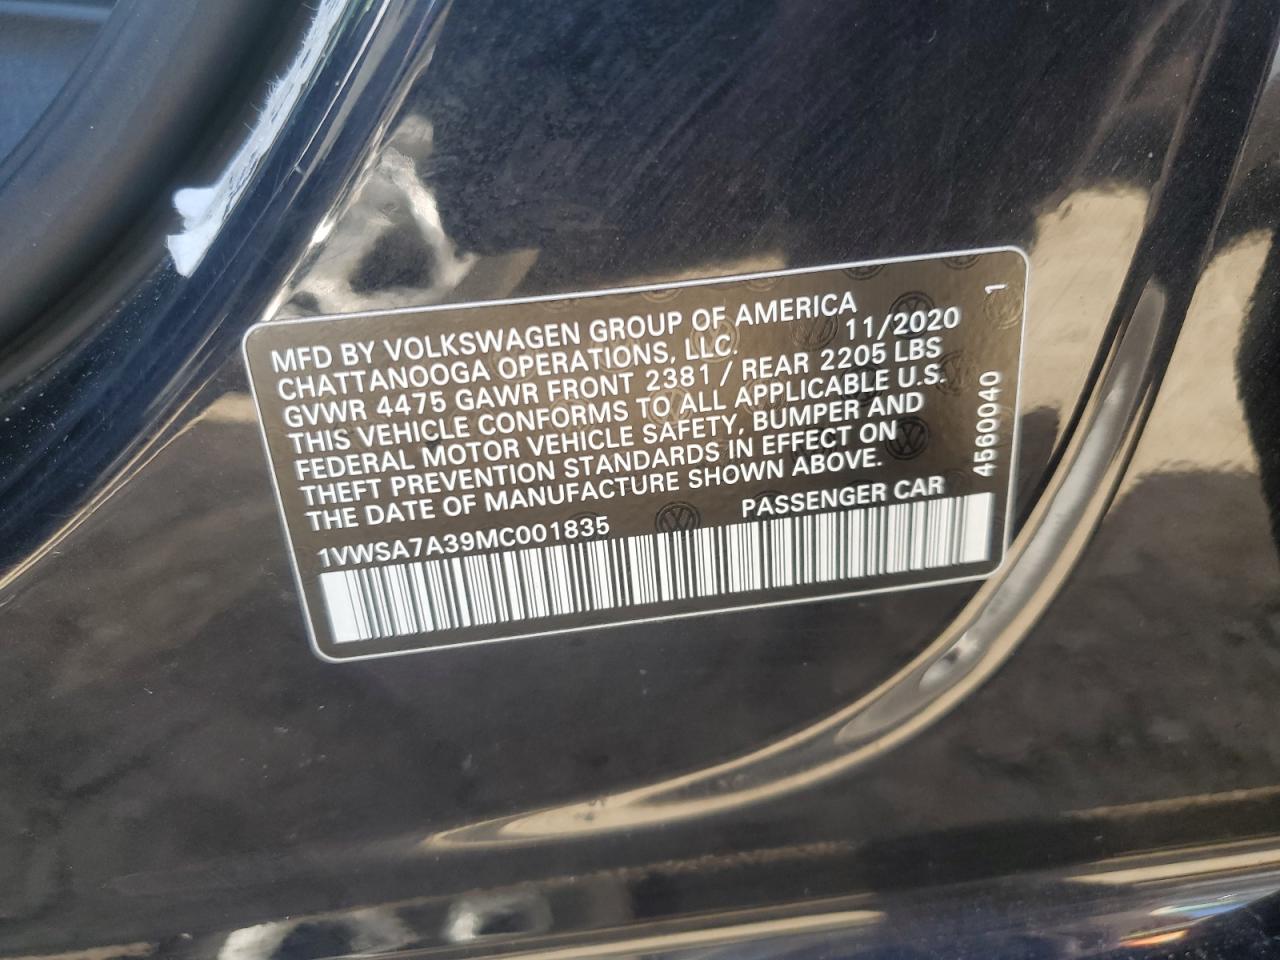 MFD BY VOLKSWAGEN GROUP OF AMERICA
CHATTANOOGA OPERATIONS, LLC. 11/2020
GVWR 4475 GAWR FRONT 2381 / REAR 2205 LBS
THIS VEHICLE CONFORMS TO ALL APPLICABLE U.S.
FEDERAL MOTOR VEHICLE SAFETY, BUMPER AND
THEFT PREVENTION STANDARDS IN EFFECT ON
THE DATE OF MANUFACTURE SHOWN ABOVE.
1VWSA7A39MC001835 PASSENGER CAR
4560040 1